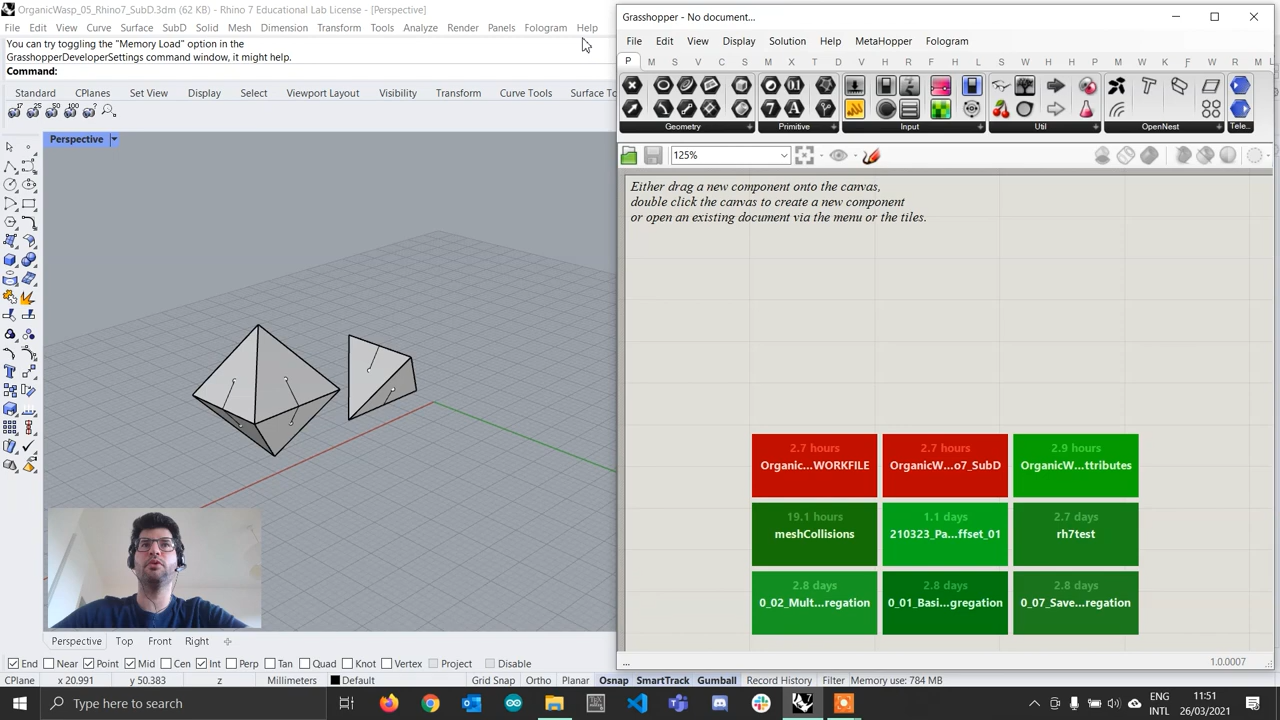 OrganicWasp_05_Rhino7_SubD.3dm (62 KB) - Rhino 7 Educational Lab License - [Perspective]
File Edit View Curve Surface SubD Solid Mesh Dimension Transform Tools Analyze Render Panels Fologram Help
You can try toggling the "Memory Load" option in the
GrasshopperDeveloperSettings command window, it might help.
Command:
Standard CPlanes Set View Display Select Viewport Layout Visibility Transform Curve Tools Surface To
17 25 50 100 ?
Perspective
Grasshopper - No document...
File Edit View Display Solution Help MetaHopper Fologram
P M S V C S M X T D V H K B A F H L S U M R K F E D H R M L
Geometry Primitive Input Util OpenNest Tele...
125%
Either drag a new component onto the canvas,
double click the canvas to create a new component
or open an existing document via the menu or the tiles.
2.7 hours 2.7 hours 2.9 hours
Organic...WORKFILE OrganicW...o7_SubD OrganicW...ttributes
19.1 hours 1.1 days 2.7 days
meshCollisions 210323_Pa...ffset_01 rh7test
2.8 days 2.8 days 2.8 days
0_02_Mult...regation 0_01_Basi...gregation 0_07_Save...regation
... 1.0.0007
Perspective Top Front Right
End Near Point Mid Cen Int Perp Tan Quad Knot Vertex Project Disable
CPlane x 20.991 y 50.383 z Millimeters Default Grid Snap Ortho Planar Osnap SmartTrack Gumball Record History Filter Memory use: 784 MB
Type here to search
ENG
INTL
11:51
26/03/2021